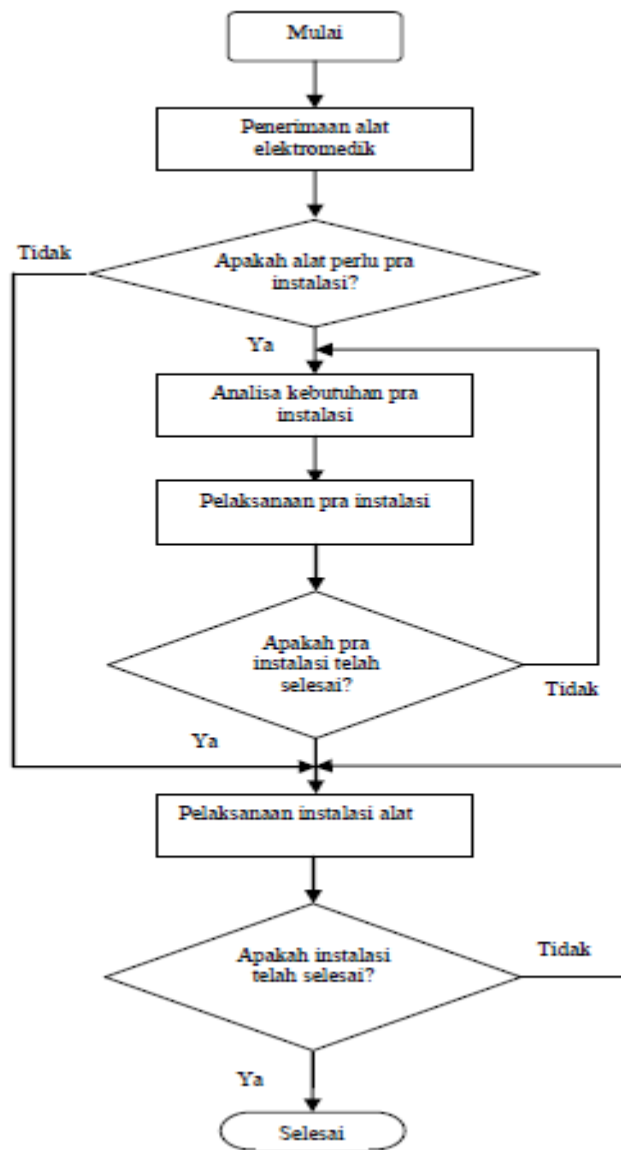 Mulai
Penerimaan alat
elektromedik
Tidak
Apakah alat perlu pra
instalasi?
Ya
Analisa kebutuhan pra
instalasi
Pelaksanaan pra instalasi
Apakah pra
instalasi telah
selesai?
Tidak
Ya
Pelaksanaan instalasi alat
Apakah instalasi
telah selesai?
Tidak
Ya
Selesai